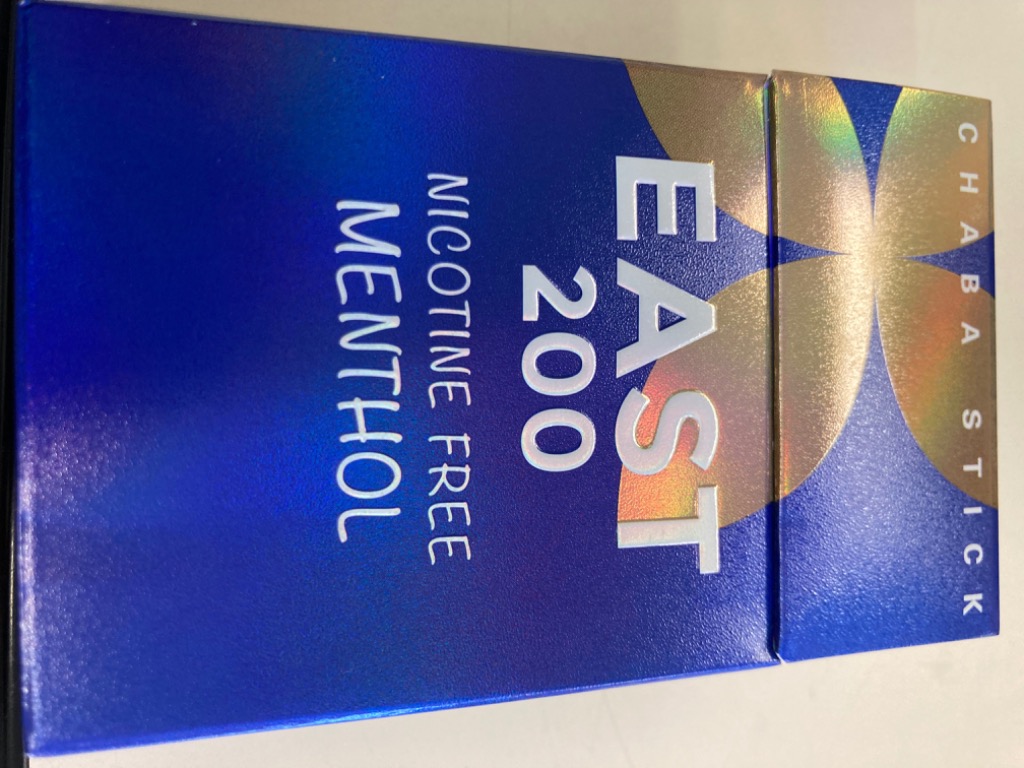 CHABA STICK
EAST
200
NICOTINE FREE
MENTHOL